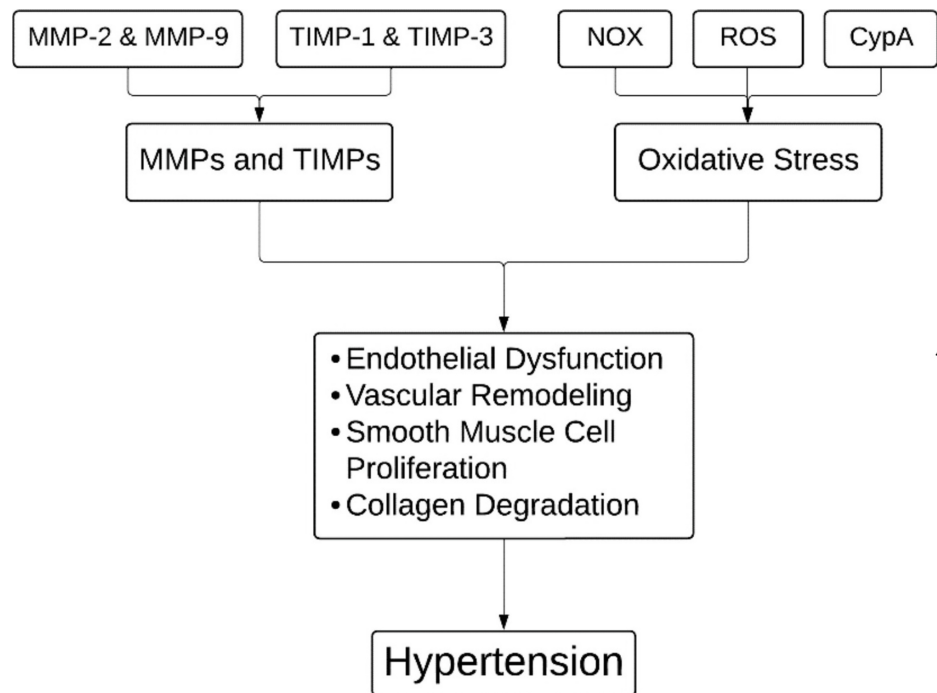 MMP-2 & MMP-9
TIMP-1 & TIMP-3
NOX
ROS
CypA
MMPs and TIMPs
Oxidative Stress
• Endothelial Dysfunction
• Vascular Remodeling
• Smooth Muscle Cell
Proliferation
• Collagen Degradation
Hypertension